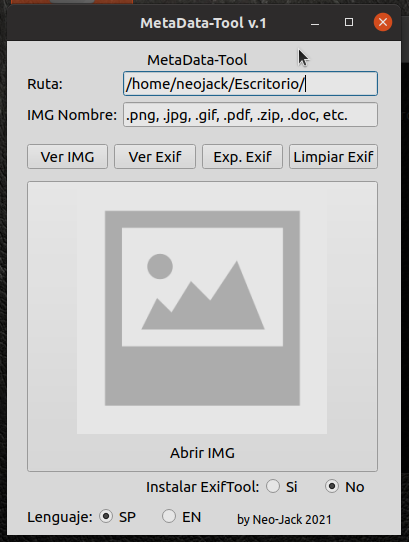 MetaData-Tool v.1
MetaData-Tool
Ruta: /home/neojack/Escritorio/
IMG Nombre: .png, .jpg, .gif, .pdf, .zip, .doc, etc.
Ver IMG Ver Exif Exp. Exif Limpiar Exif
Abrir IMG
Instalar ExifTool: Si No
Lenguaje: SP EN by Neo-Jack 2021